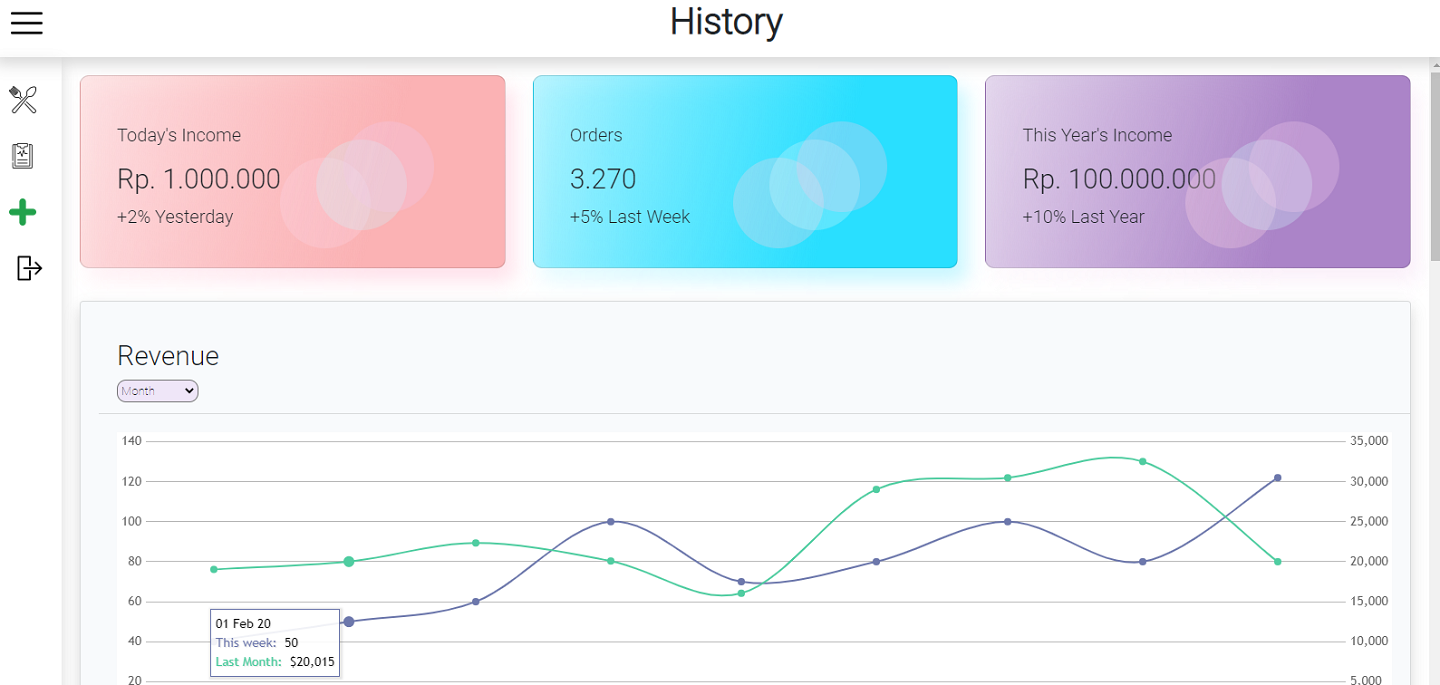 History
Today's Income
Rp. 1.000.000
+2% Yesterday
Orders
3.270
+5% Last Week
This Year's Income
Rp. 100.000.000
+10% Last Year
Revenue
Month
140
120
100
80
60
40
20
35,000
30,000
25,000
20,000
15,000
10,000
5,000
01 Feb 20
This week: 50
Last Month: $20,015